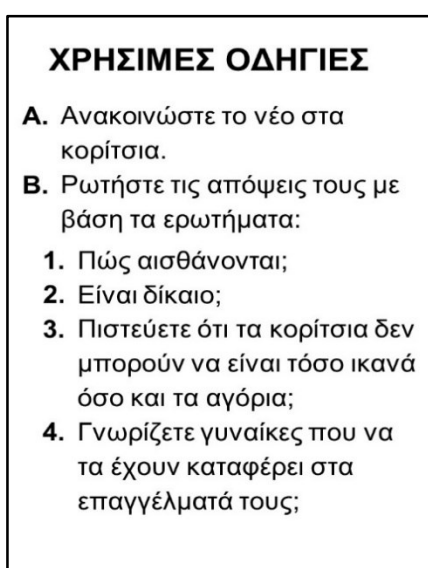 ΧΡΗΣΙΜΕΣ ΟΔΗΓΙΕΣ
Α. Ανακοινώστε το νέο στα
κορίτσια.
Β. Ρωτήστε τις απόψεις τους με
βάση τα ερωτήματα:
1. Πώς αισθάνονται;
2. Είναι δίκαιο;
3. Πιστεύετε ότι τα κορίτσια δεν
μπορούν να είναι τόσο ικανά
όσο και τα αγόρια;
4. Γνωρίζετε γυναίκες που να
τα έχουν καταφέρει στα
επαγγέλματά τους;